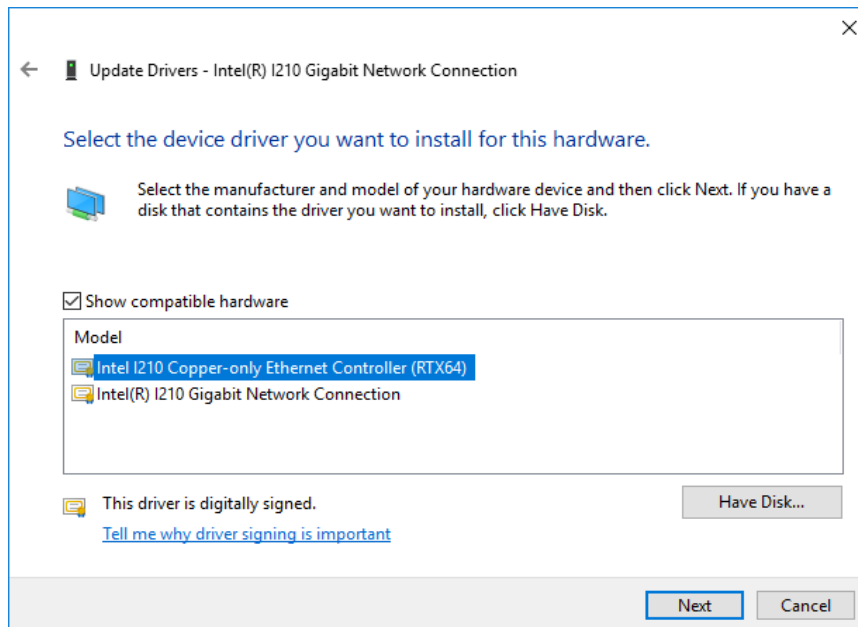 Update Drivers - Intel(R) I210 Gigabit Network Connection
Select the device driver you want to install for this hardware.
Select the manufacturer and model of your hardware device and then click Next. If you have a
disk that contains the driver you want to install, click Have Disk.
Show compatible hardware
Model
Intel I210 Copper-only Ethernet Controller (RTX64)
Intel(R) I210 Gigabit Network Connection
This driver is digitally signed.
Have Disk...
Tell me why driver signing is important
Next
Cancel